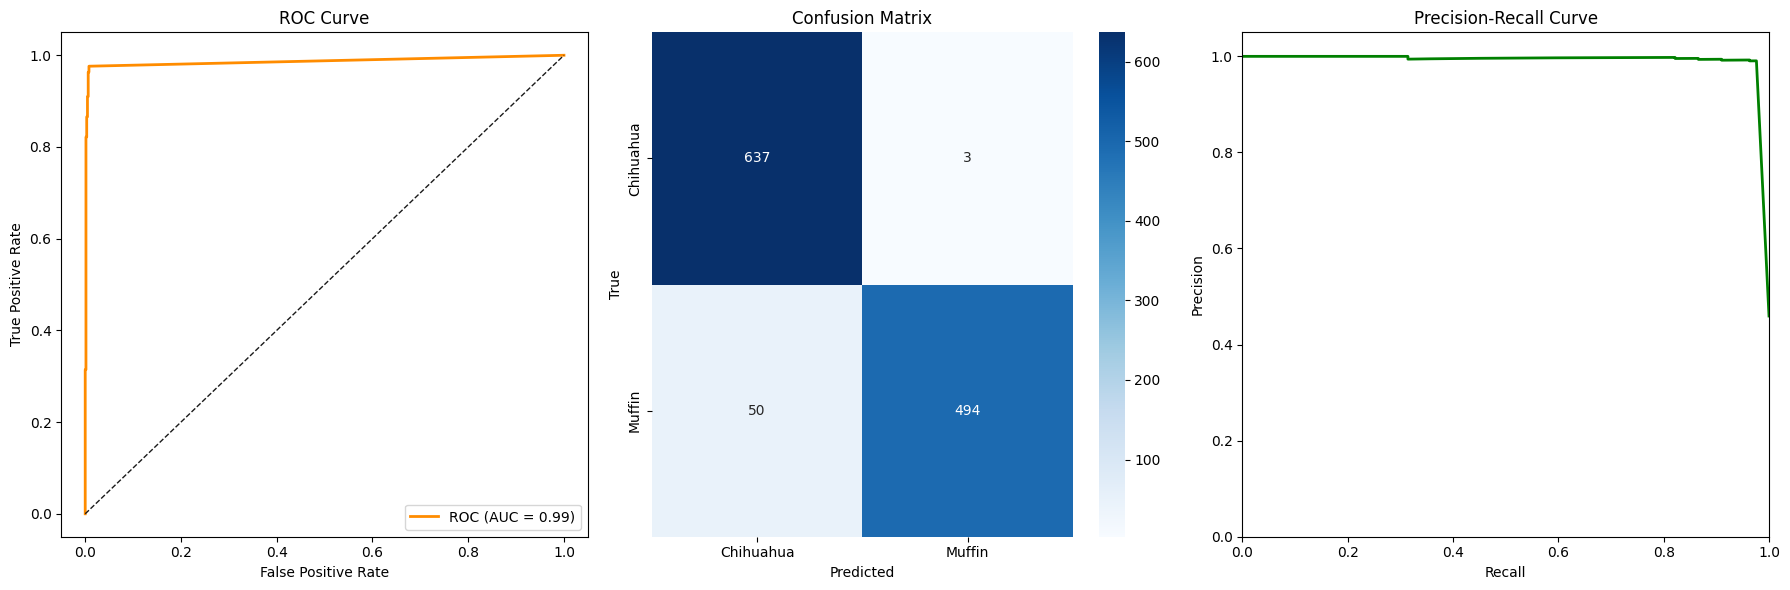 ROC Curve
1.0
0.8
0.6
0.4
0.2
0.0
True Positive Rate
0.0 0.2 0.4 0.6 0.8 1.0
False Positive Rate
ROC (AUC = 0.99)
Confusion Matrix
True
Chihuahua
Muffin
637 3
50 494
Chihuahua Muffin
Predicted
600
500
400
300
200
100
Precision-Recall Curve
Precision
1.0
0.8
0.6
0.4
0.2
0.0
0.0 0.2 0.4 0.6 0.8 1.0
Recall